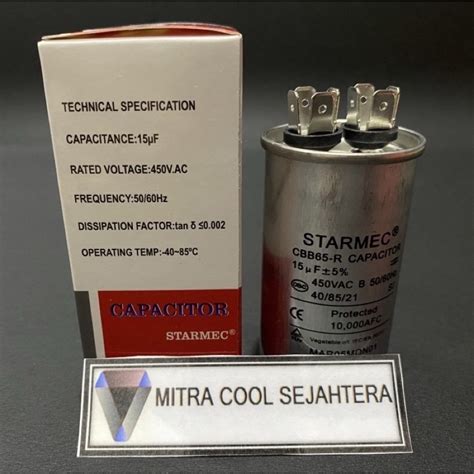 TECHNICAL SPECIFICATION
CAPACITANCE:15µF
RATED VOLTAGE:450V.AC
FREQUENCY:50/60Hz
DISSIPATION FACTOR:tan δ ≤0.002
OPERATING TEMP:-40~85℃
CAPACITOR
STARMEC®
STARMEC®
CBB65-R CAPACITOR
15µF±5%
450VAC B 50/60Hz
40/85/21
CE Protected
10,000AFC
MITRA COOL SEJAHTERA